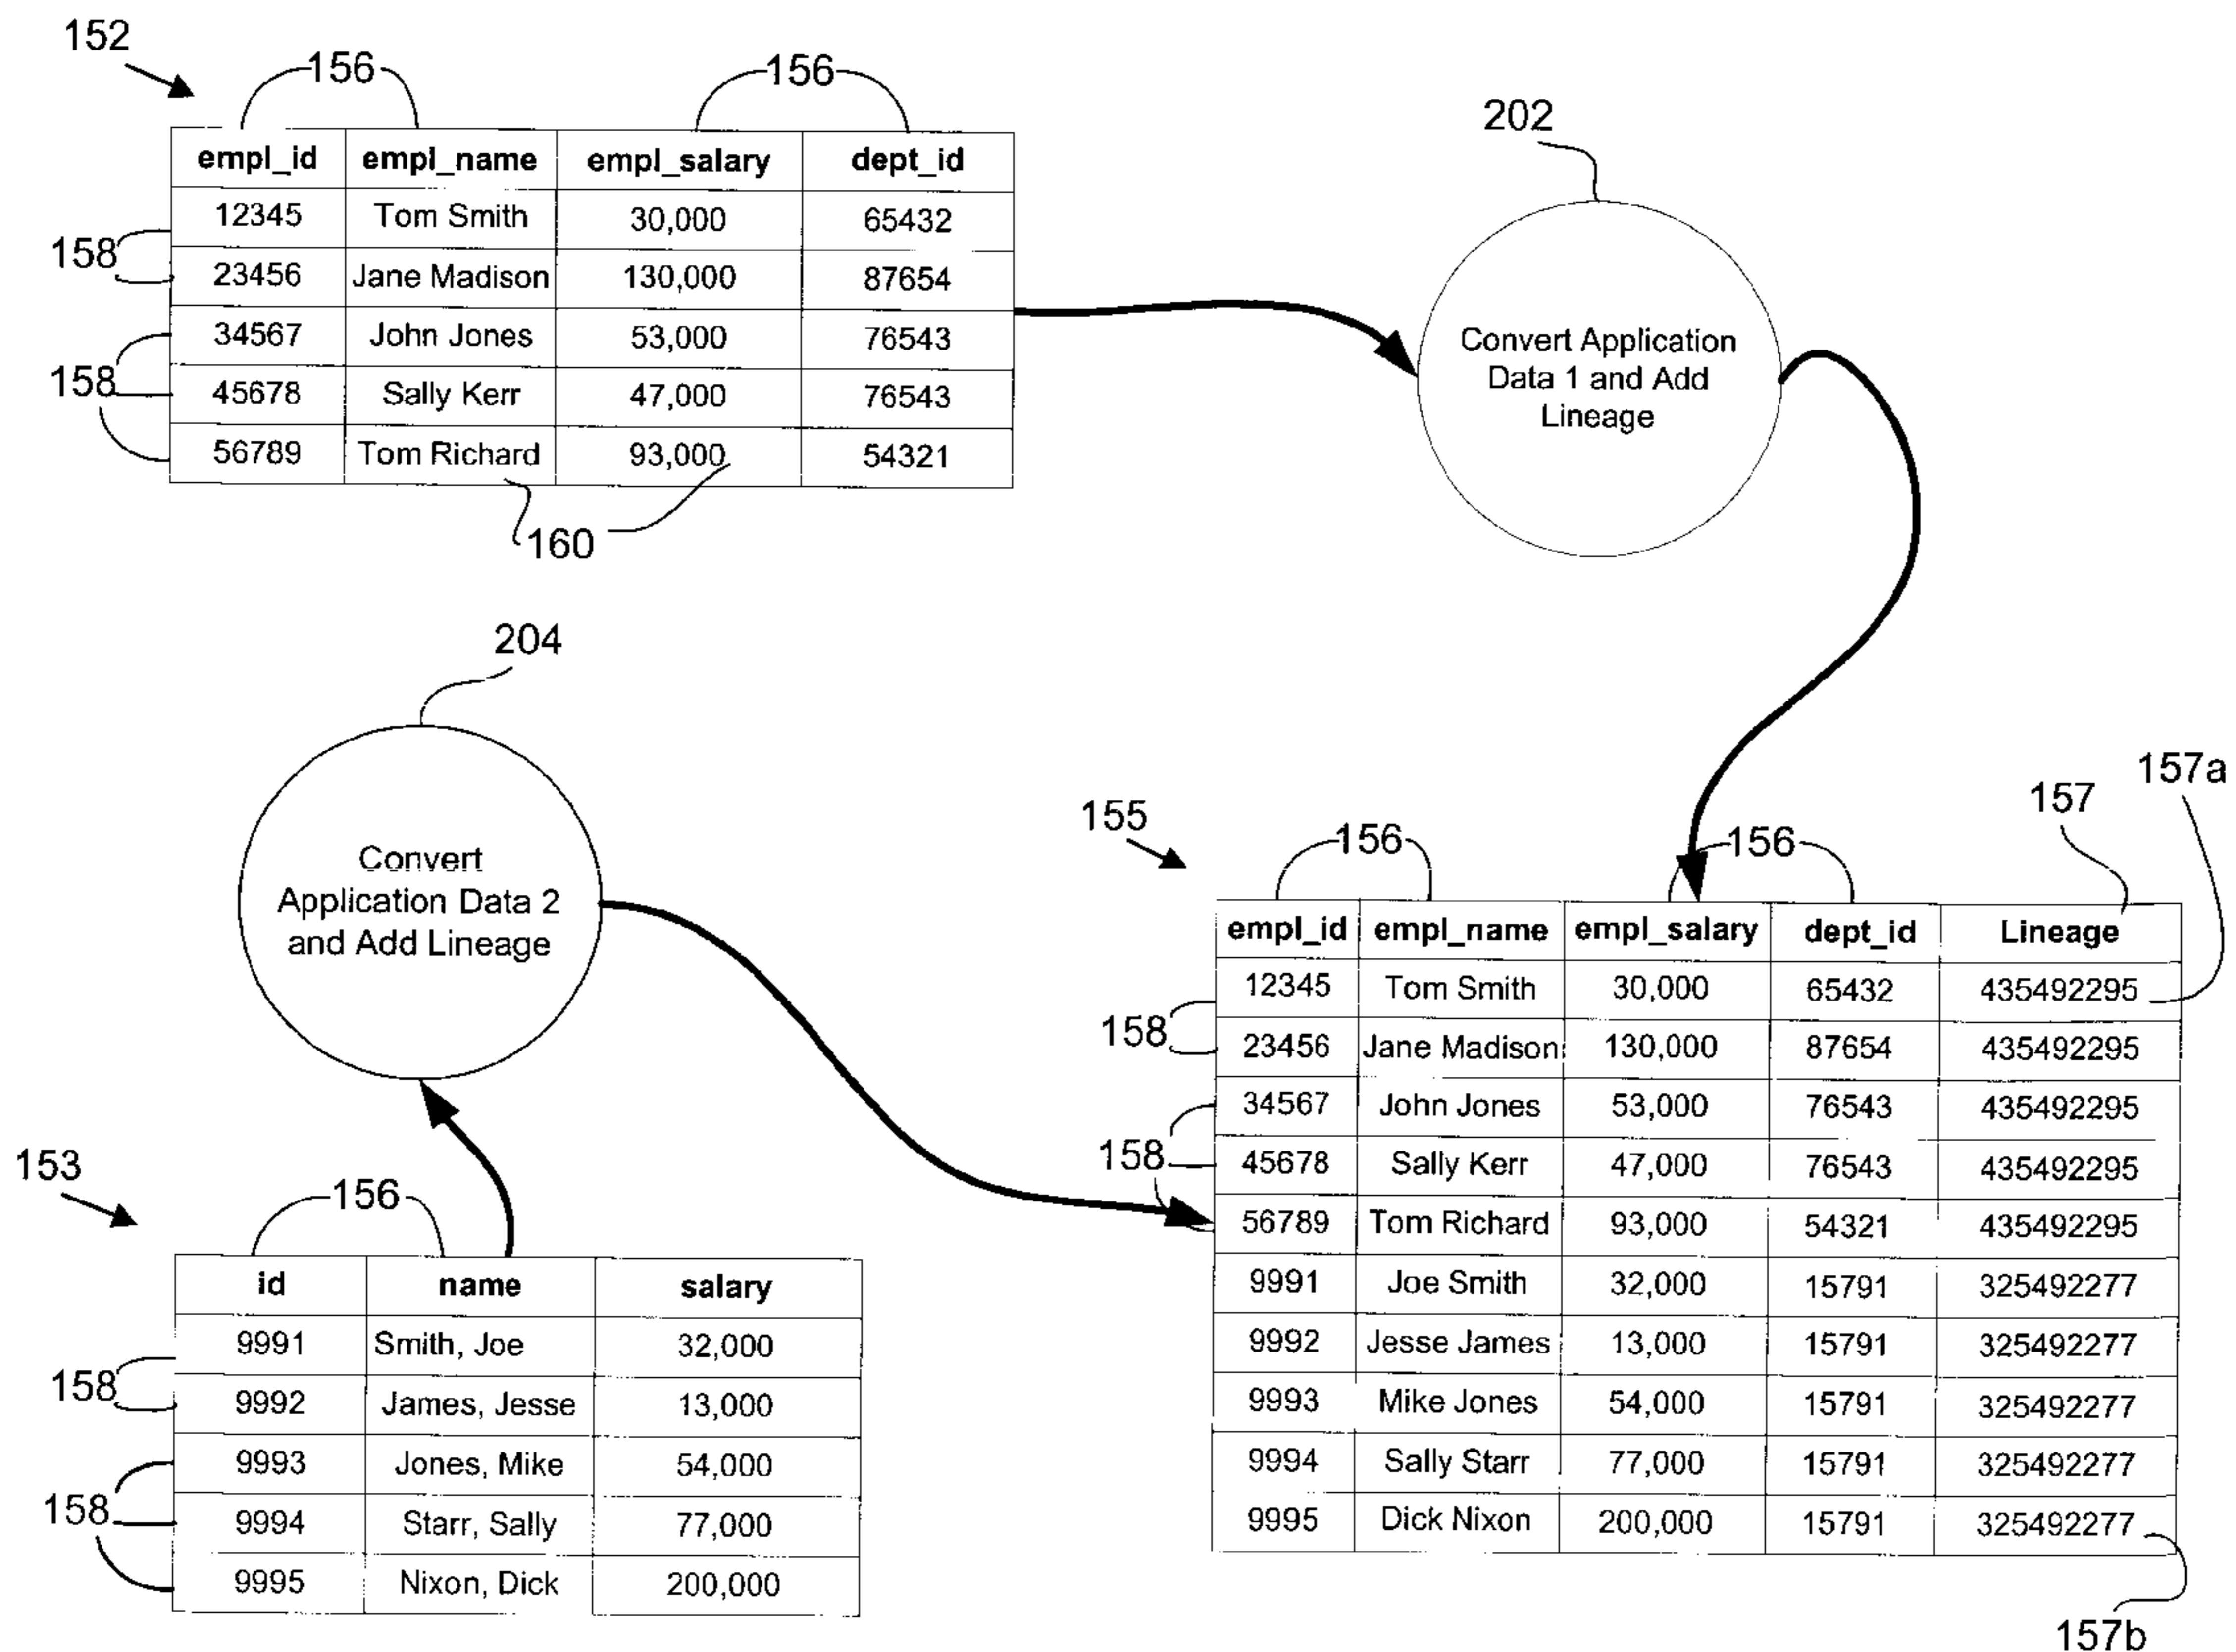 152
156 156
202
empl_id empl_name empl_salary dept_id
12345 Tom Smith 30,000 65432
158
23456 Jane Madison 130,000 87654
34567 John Jones 53,000 76543
158
45678 Sally Kerr 47,000 76543
56789 Tom Richard 93,000 54321
160
Convert Application
Data 1 and Add
Lineage
204
Convert
Application Data 2
and Add Lineage
153
156
id name salary
9991 Smith, Joe 32,000
158
9992 James, Jesse 13,000
9993 Jones, Mike 54,000
158
9994 Starr, Sally 77,000
9995 Nixon, Dick 200,000
157a
157
155
156 156
empl_id empl_name empl_salary dept_id Lineage
12345 Tom Smith 30,000 65432 435492295
158
23456 Jane Madison 130,000 87654 435492295
34567 John Jones 53,000 76543 435492295
158
45678 Sally Kerr 47,000 76543 435492295
56789 Tom Richard 93,000 54321 435492295
9991 Joe Smith 32,000 15791 325492277
9992 Jesse James 13,000 15791 325492277
9993 Mike Jones 54,000 15791 325492277
9994 Sally Starr 77,000 15791 325492277
9995 Dick Nixon 200,000 15791 325492277
157b